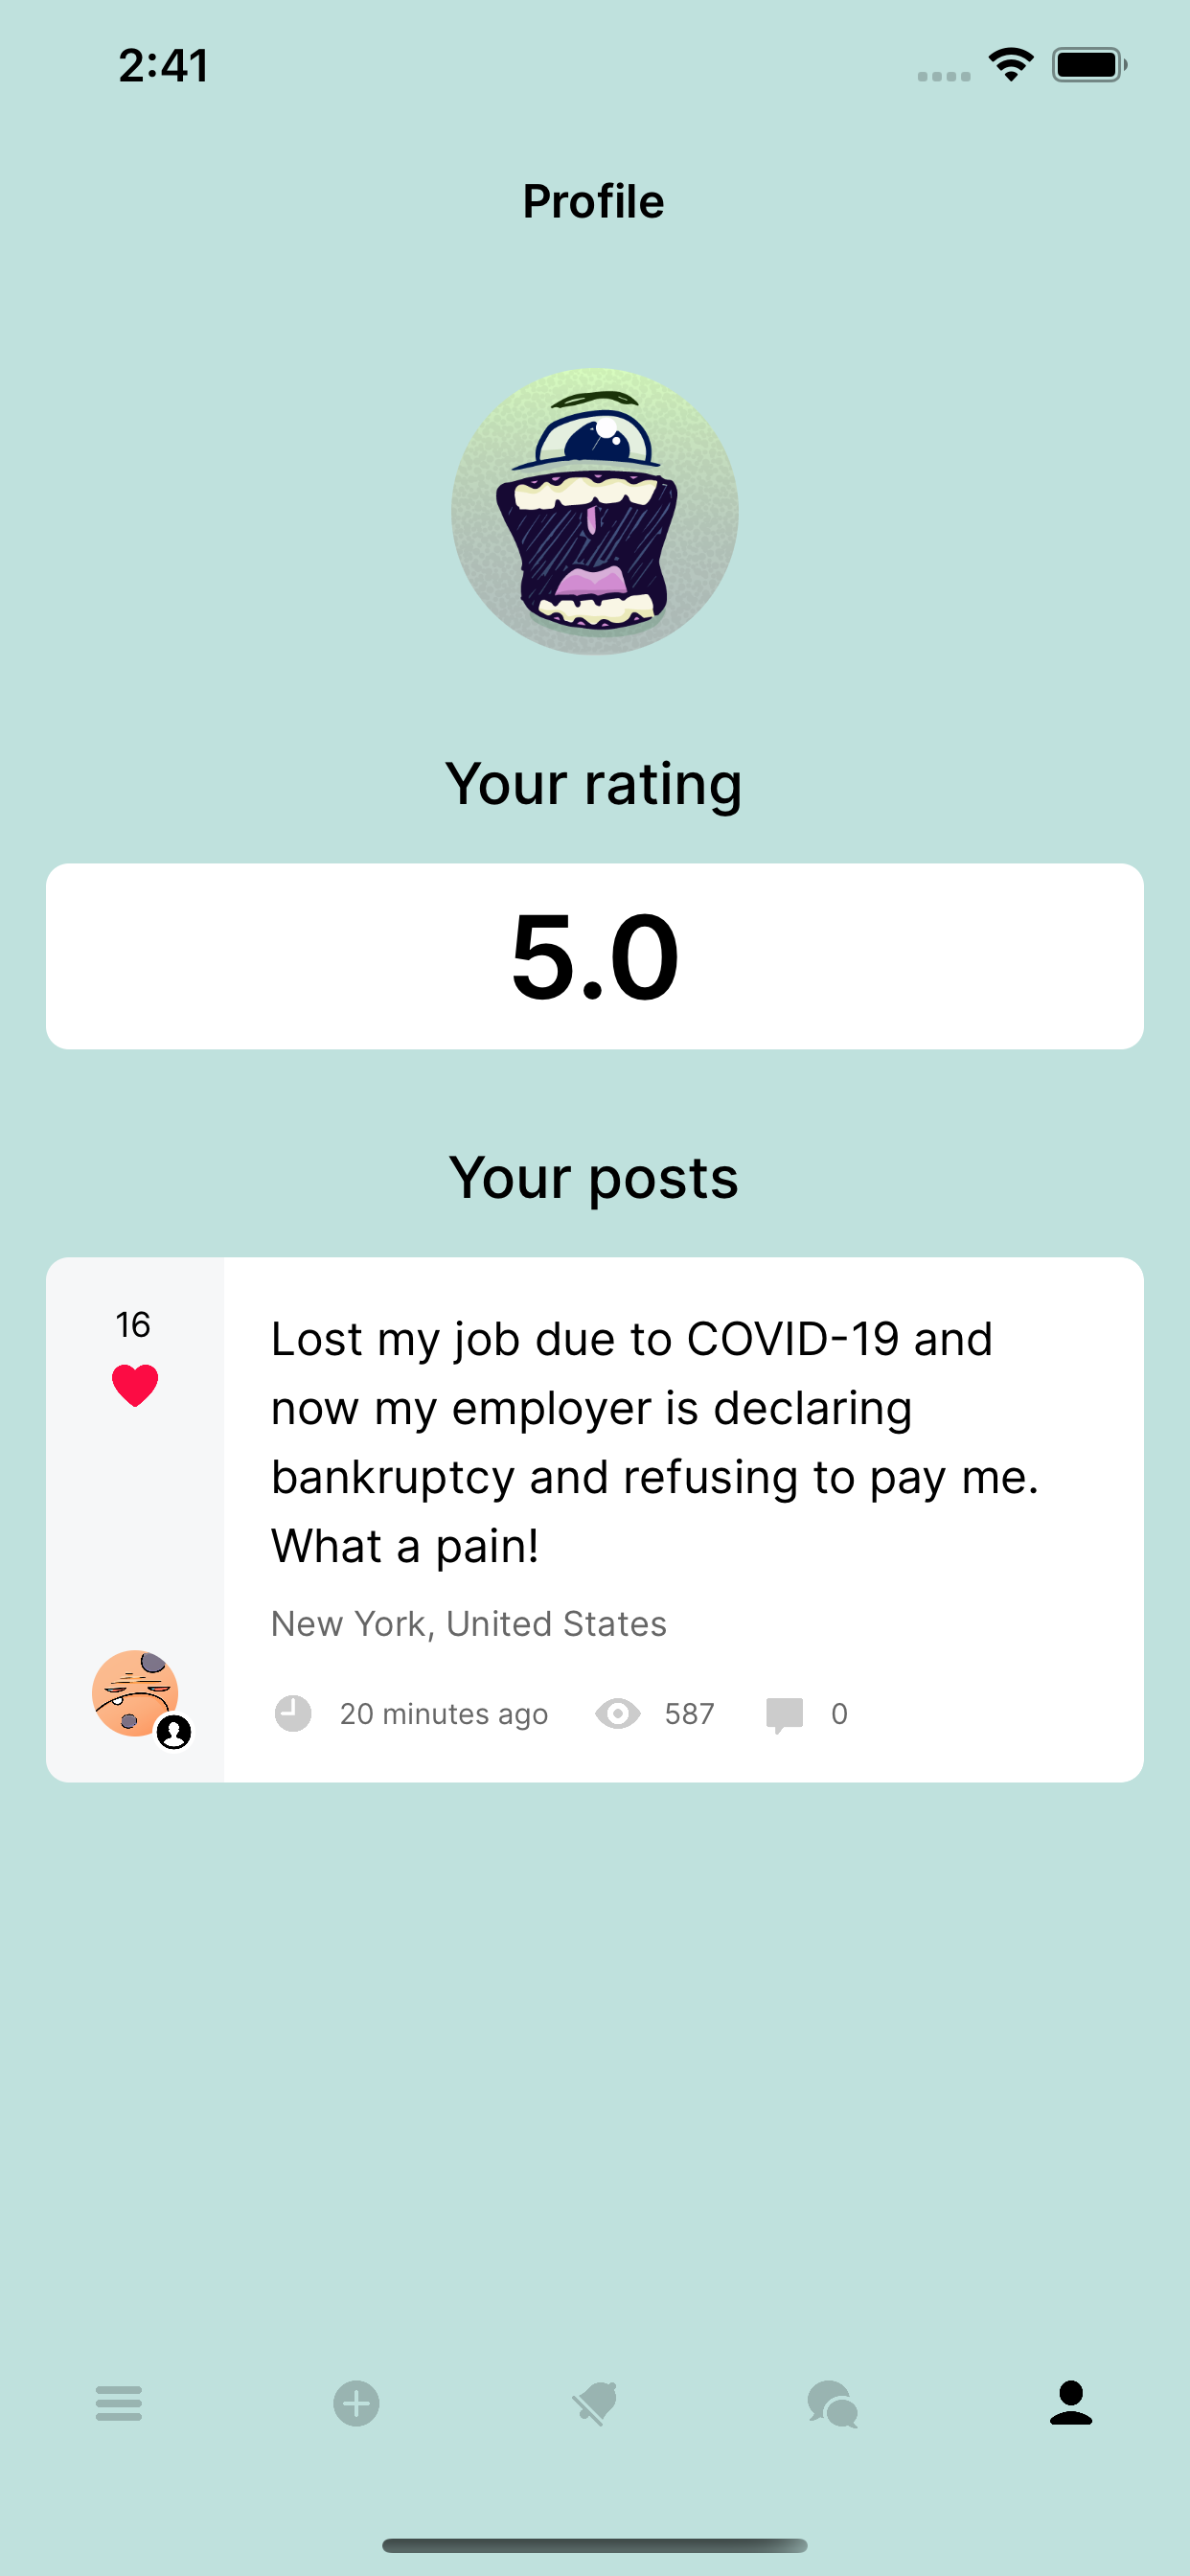 2:41
Profile
Your rating
5.0
Your posts
16
Lost my job due to COVID-19 and
now my employer is declaring
bankruptcy and refusing to pay me.
What a pain!
New York, United States
20 minutes ago 587 0